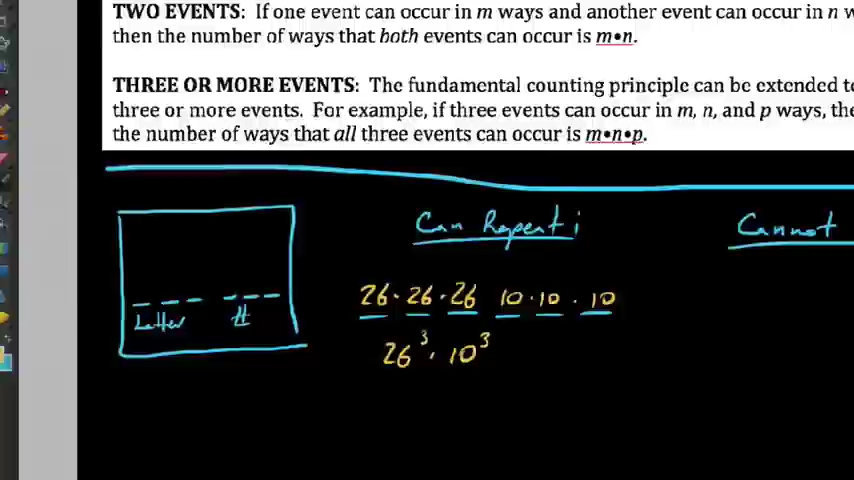 TWO EVENTS: If one event can occur in m ways and another event can occur in n w
then the number of ways that both events can occur is m•n.
THREE OR MORE EVENTS: The fundamental counting principle can be extended to
three or more events. For example, if three events can occur in m, n, and p ways, the
the number of ways that all three events can occur is m•n•p.
Can Repeat:
Cannot
26 · 26 · 26 10 · 10 · 10
Letter #
26³ · 10³